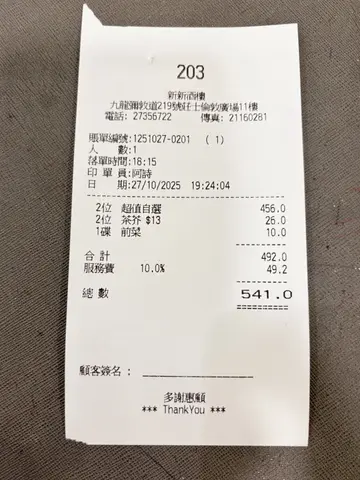 203
新新酒樓
九龍彌敦道219號莊士倫敦廣場11樓
電話: 27356722 傳真: 21160281
賬單編號:1251027-0201 (1)
人 數:1
落單時間:18:15
印 單 員:阿詩
日 期:27/10/2025 19:24:04
2位 超值自選 456.0
2位 茶芥 $13 26.0
1碟 前菜 10.0
合 計 492.0
服務費 10.0% 49.2
總 數 541.0
顧客簽名 :
多謝惠顧
*** ThankYou ***